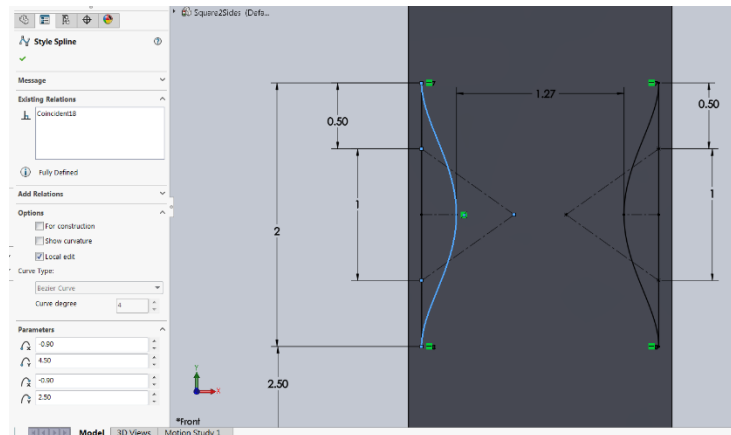 Square2Sides (Defa...
Style Spline
Message
Existing Relations
Coincident18
Fully Defined
Add Relations
Options
For construction
Show curvature
Local edit
Curve Type:
Bezier Curve
Curve degree
4
Parameters
-0.90
4.50
-0.90
2.50
0.50
1.27
0.50
1
2
1
2.50
Y
X
*Front
Model
3D Views
Motion Study 1